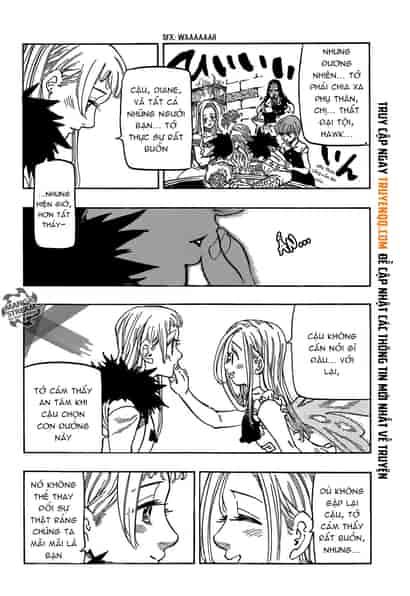 SFX: WAAAAAAH
NHƯNG
ĐƯƠNG
NHIÊN... TỚ
PHẢI CHIA XA
PHỤ THÂN,
CHỊ... THẤT
ĐẠI TỘI,
HAWK...
CẬU, DIANE,
VÀ TẤT CẢ
NHỮNG NGƯỜI
BẠN... TỚ
THỰC SỰ RẤT
BUỒN
...NHƯNG
HIỆN GIỜ,
HƠN TẤT
THẢY~
ÁN...
CẬU KHÔNG
CẦN NÓI GÌ
ĐÂU... VỚI
LẠI,
TỚ CẢM THẤY
AN TÂM KHI
CẬU CHỌN
CON ĐƯỜNG
NÀY
DÙ KHÔNG
GẶP LẠI
CẬU, TỚ
CẢM THẤY
RẤT BUỒN,
NHƯNG...
NÓ KHÔNG
THỂ THAY
ĐỔI SỰ
THẬT RẰNG
CHÚNG TA
MÃI MÃI LÀ
BẠN
MANGA
STREAM
TRUY CẬP NGAY TRUYENQQ.COM ĐỂ CẬP NHẬT CÁC THÔNG TIN MỚI NHẤT VỀ TRUYỆN